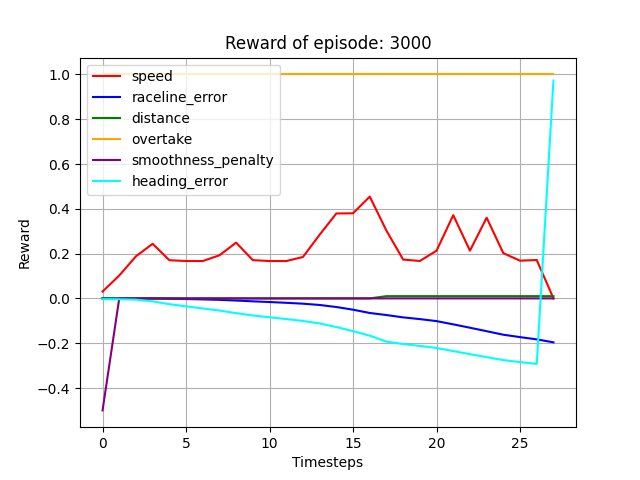 Reward of episode: 3000
Reward
1.0
0.8
0.6
0.4
0.2
0.0
−0.2
−0.4
speed
raceline_error
distance
overtake
smoothness_penalty
heading_error
0 5 10 15 20 25
Timesteps